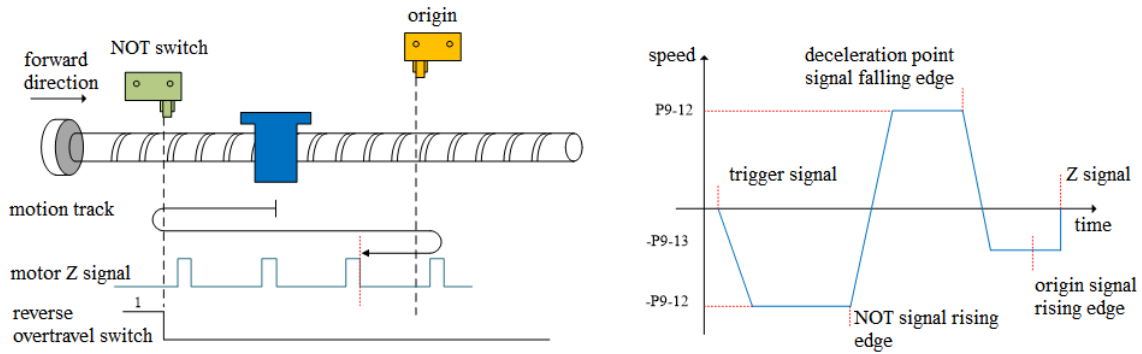 origin
NOT switch
forward
direction
motion track
motor Z signal
1
reverse
overtravel switch
speed
deceleration point
signal falling edge
P9-12
trigger signal
Z signal
time
-P9-13
origin signal
rising edge
-P9-12
NOT signal rising
edge